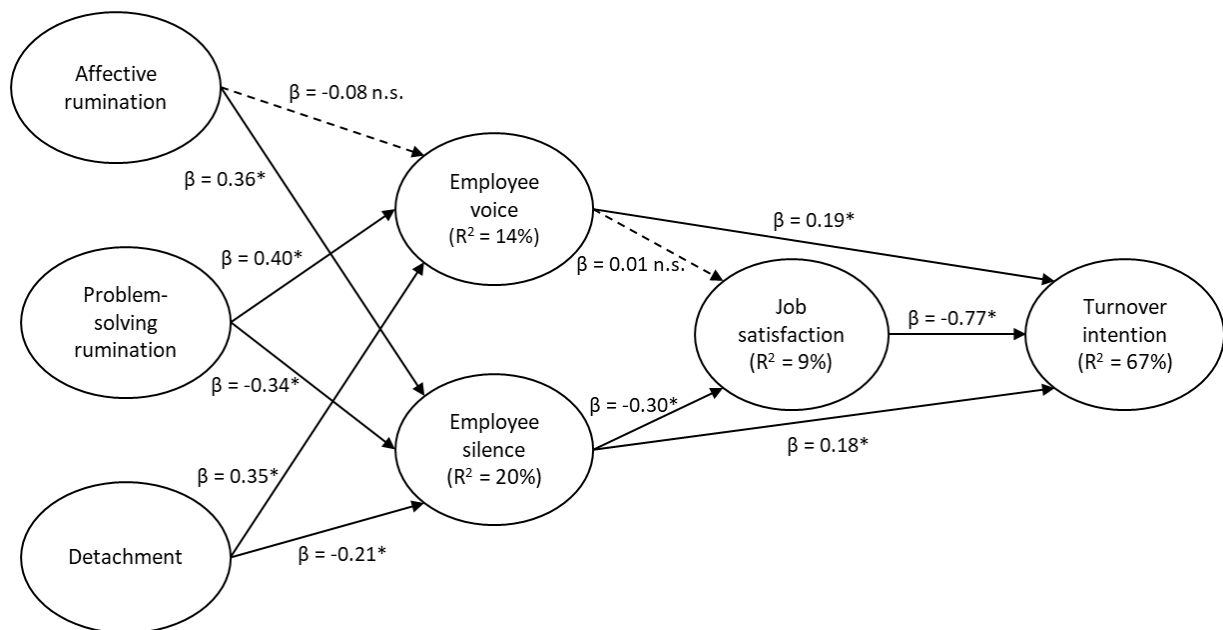 Affective
rumination
β = -0.08 n.s.
β = 0.36*
Employee
voice
(R² = 14%)
β = 0.19*
β = 0.40*
β = 0.01 n.s.
Problem-
solving
rumination
Job
satisfaction
(R² = 9%)
β = -0.77*
Turnover
intention
(R² = 67%)
β = -0.34*
β = -0.30*
Employee
silence
(R² = 20%)
β = 0.18*
β = 0.35*
Detachment
β = -0.21*